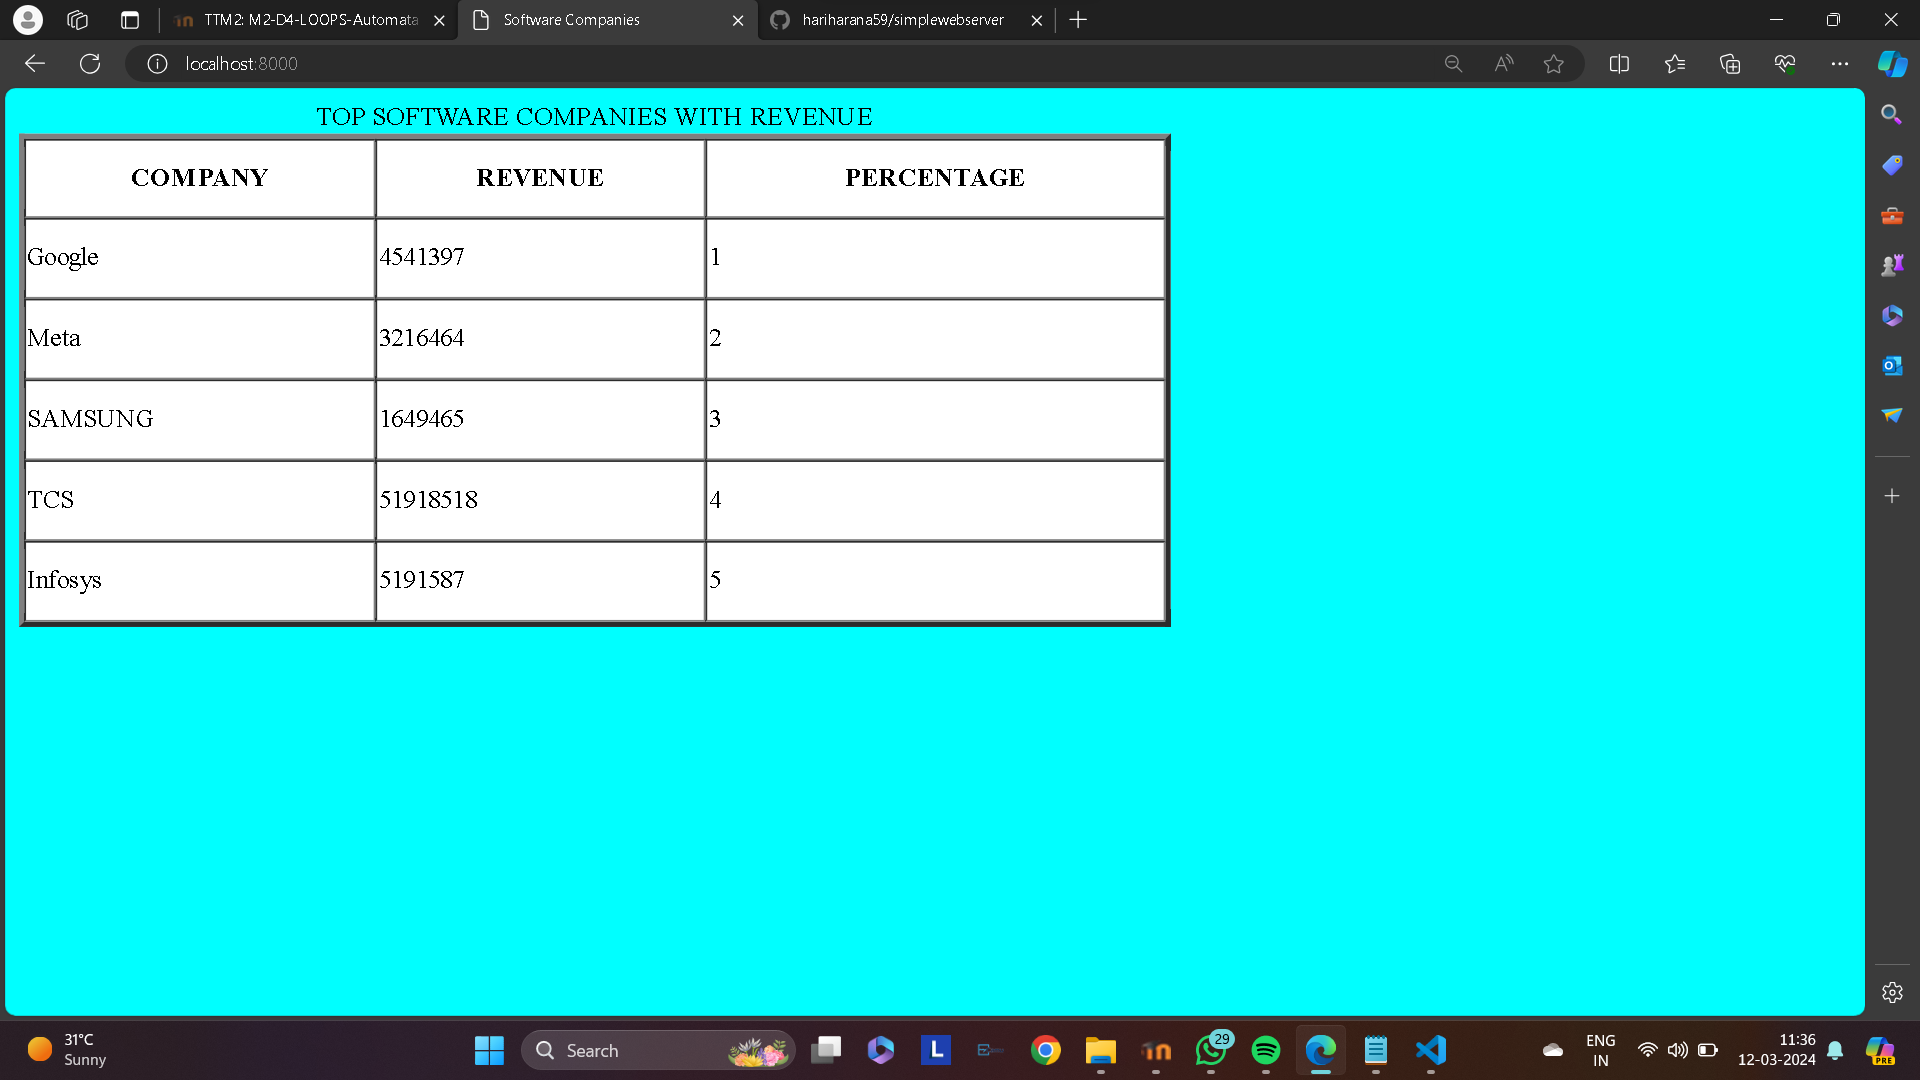 TTM2: M2-D4-LOOPS-Automata
Software Companies
hariharana59/simplewebserver
localhost:8000
TOP SOFTWARE COMPANIES WITH REVENUE
COMPANY REVENUE PERCENTAGE
Google 4541397 1
Meta 3216464 2
SAMSUNG 1649465 3
TCS 51918518 4
Infosys 5191587 5
31°C
Sunny
Search
L
29
ENG
IN
11:36
12-03-2024
PRE